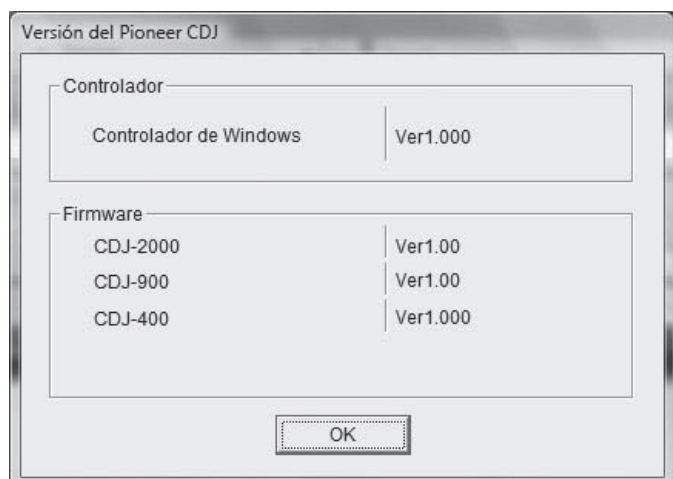 Versión del Pioneer CDJ
Controlador
Controlador de Windows Ver1.000
Firmware
CDJ-2000 Ver1.00
CDJ-900 Ver1.00
CDJ-400 Ver1.000
OK